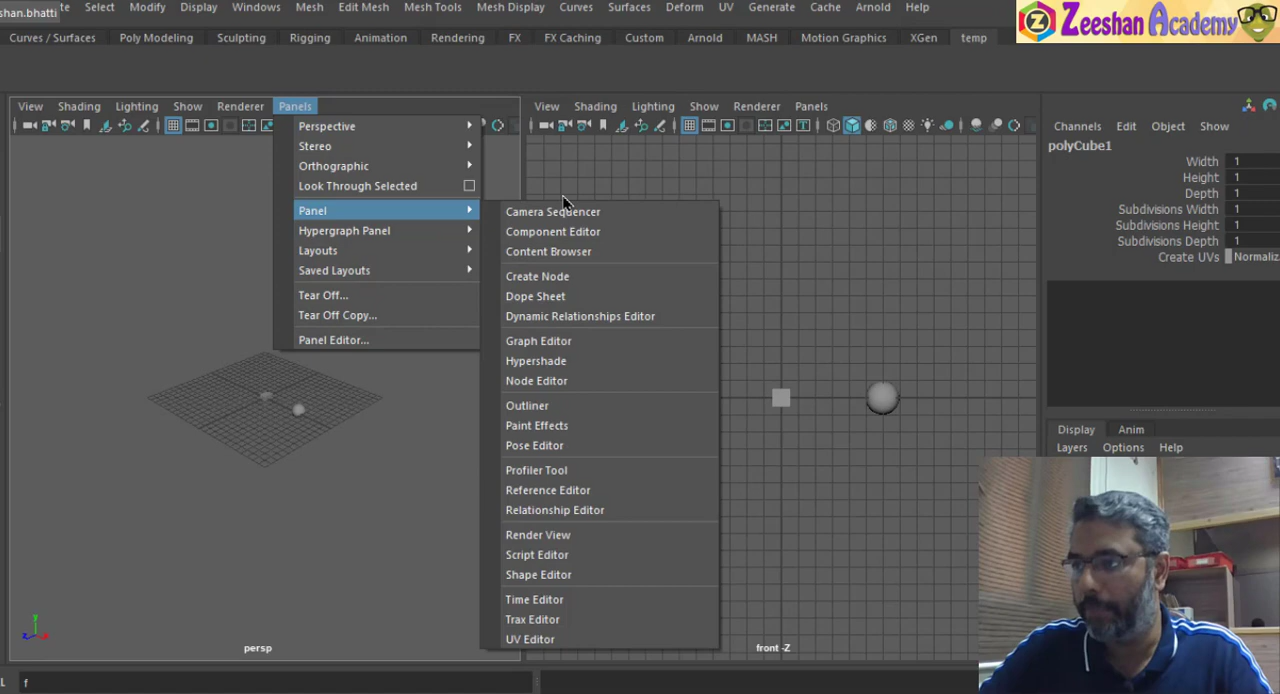 Select Modify Display Windows Mesh Edit Mesh Mesh Tools Mesh Display Curves Surfaces Deform UV Generate Cache Arnold Help
shan.bhatti
Zeeshan Academy
Curves / Surfaces Poly Modeling Sculpting Rigging Animation Rendering FX FX Caching Custom Arnold MASH Motion Graphics XGen temp
View Shading Lighting Show Renderer Panels
View Shading Lighting Show Renderer Panels
Perspective
Stereo
Orthographic
Look Through Selected
Panel
Hypergraph Panel
Layouts
Saved Layouts
Tear Off...
Tear Off Copy...
Panel Editor...
Camera Sequencer
Component Editor
Content Browser
Create Node
Dope Sheet
Dynamic Relationships Editor
Graph Editor
Hypershade
Node Editor
Outliner
Paint Effects
Pose Editor
Profiler Tool
Reference Editor
Relationship Editor
Render View
Script Editor
Shape Editor
Time Editor
Trax Editor
UV Editor
persp
front -Z
Channels Edit Object Show
polyCube1
Width 1
Height 1
Depth 1
Subdivisions Width 1
Subdivisions Height 1
Subdivisions Depth 1
Create UVs Normaliz
Display Anim
Layers Options Help
L f